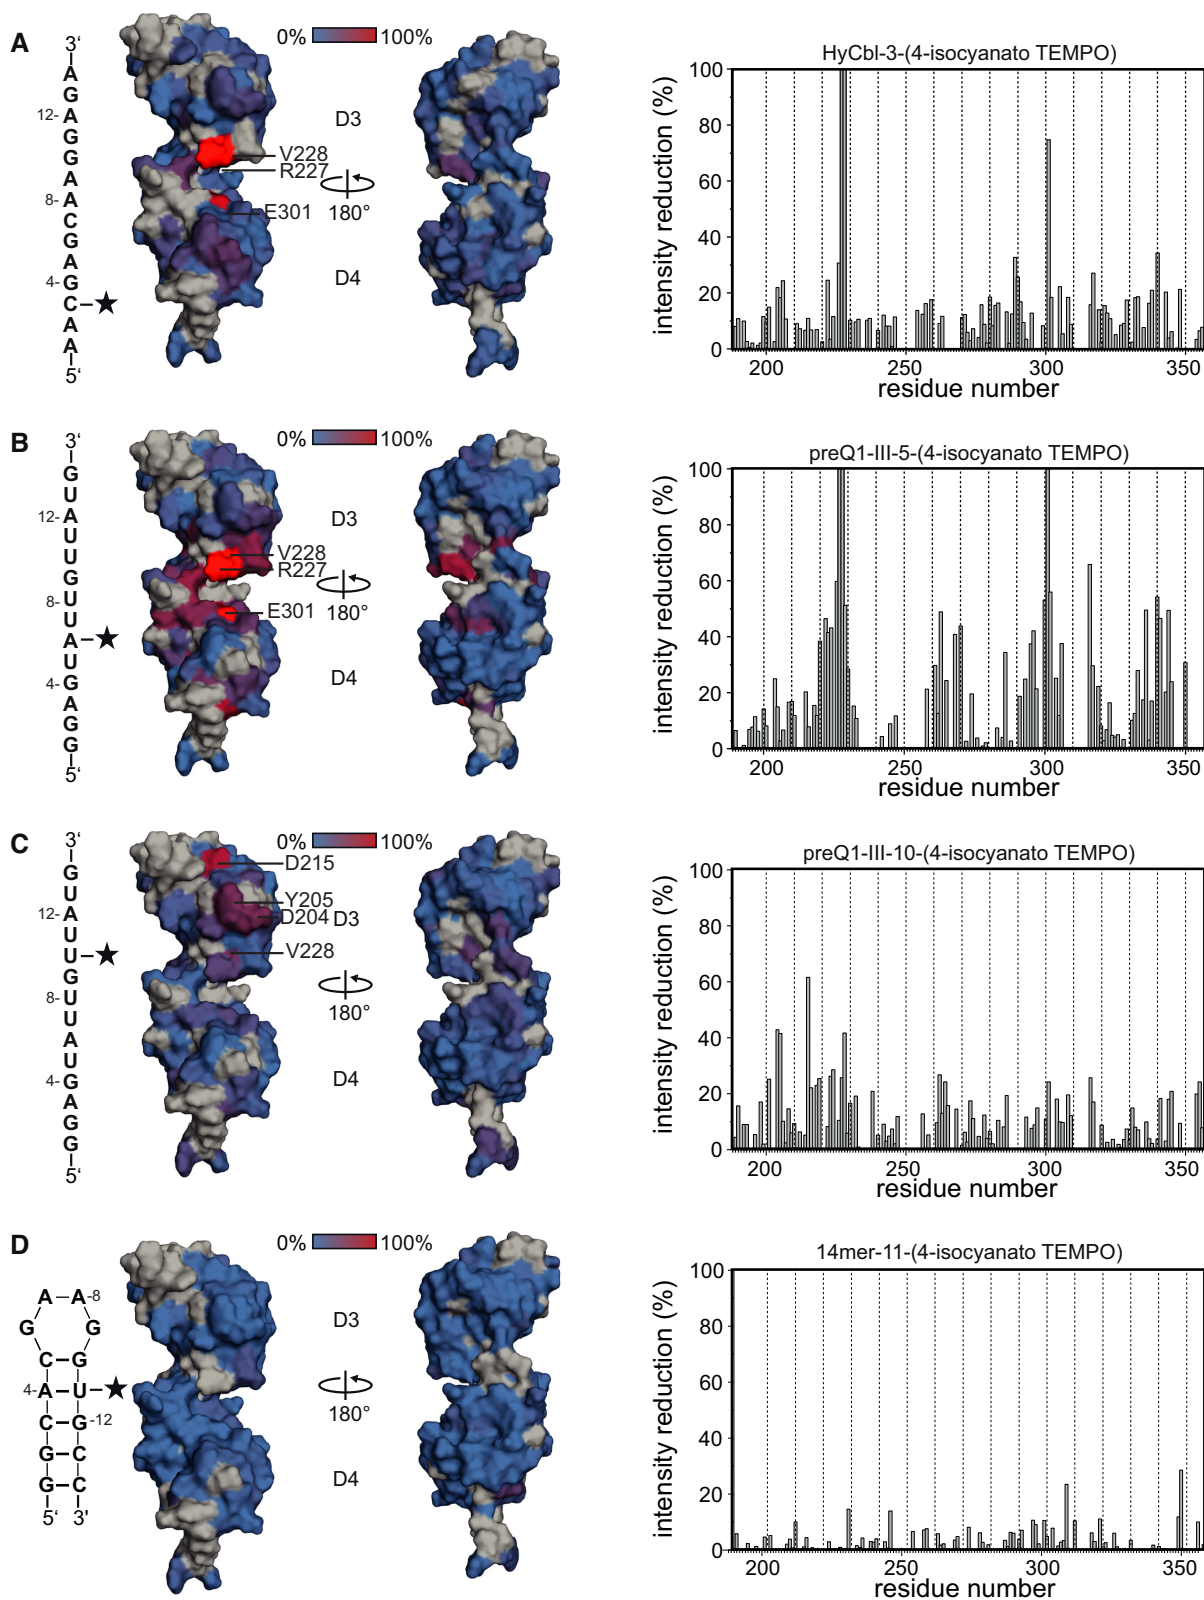 A
3‘
A
G
A
12-
G
G
A
A
8-
C
G
A
G
4-
C
A
A
5‘
0% 100%
D3
V228
R227
180°
E301
D4
HyCbl-3-(4-isocyanato TEMPO)
intensity reduction (%)
100
80
60
40
20
0
200 250 300 350
residue number
B
3‘
G
U
A
12-
U
U
G
U
8-
U
A
U
G
4-
A
G
G
5‘
0% 100%
D3
V228
R227
180°
E301
D4
preQ1-III-5-(4-isocyanato TEMPO)
intensity reduction (%)
100
80
60
40
20
0
200 250 300 350
residue number
C
3‘
G
U
A
12-
U
U
G
U
8-
U
A
U
G
4-
A
G
G
5‘
0% 100%
D215
Y205
D204 D3
V228
180°
D4
preQ1-III-10-(4-isocyanato TEMPO)
intensity reduction (%)
100
80
60
40
20
0
200 250 300 350
residue number
D
A A -8
G G
C G
4- A U
C G -12
G C
G C
5‘ 3'
0% 100%
D3
180°
D4
14mer-11-(4-isocyanato TEMPO)
intensity reduction (%)
100
80
60
40
20
0
200 250 300 350
residue number